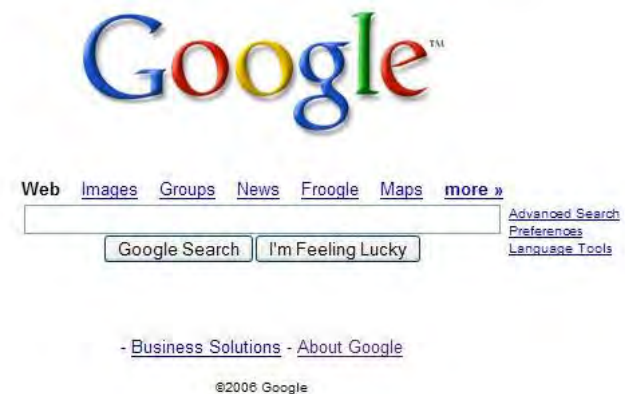 Google™
Web Images Groups News Froogle Maps more »
Advanced Search
Preferences
Language Tools
Google Search I'm Feeling Lucky
- Business Solutions - About Google
©2006 Google